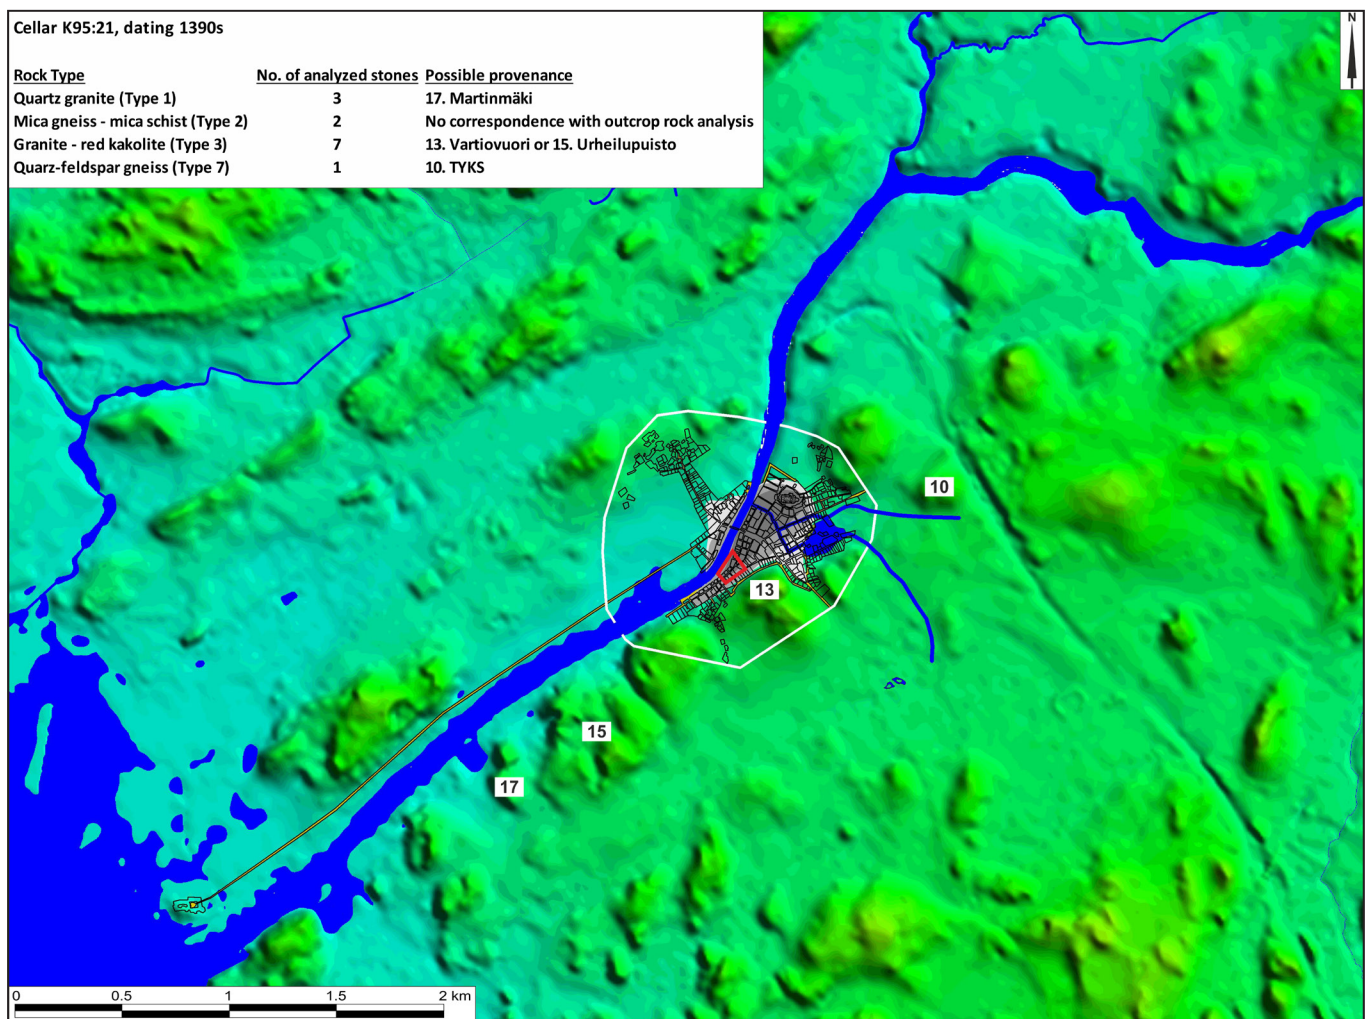 Cellar K95:21, dating 1390s
Rock Type No. of analyzed stones Possible provenance
Quartz granite (Type 1) 3 17. Martinmäki
Mica gneiss - mica schist (Type 2) 2 No correspondence with outcrop rock analysis
Granite - red kakolite (Type 3) 7 13. Vartiovuori or 15. Urheilupuisto
Quarz-feldspar gneiss (Type 7) 1 10. TYKS
N
10
13
15
17
0 0.5 1 1.5 2 km